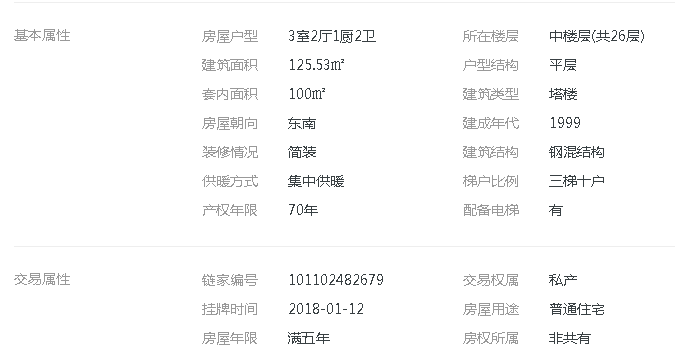 基本属性 房屋户型 3室2厅1厨2卫 所在楼层 中楼层(共26层)
建筑面积 125.53㎡ 户型结构 平层
套内面积 100㎡ 建筑类型 塔楼
房屋朝向 东南 建成年代 1999
装修情况 简装 建筑结构 钢混结构
供暖方式 集中供暖 梯户比例 三梯十户
产权年限 70年 配备电梯 有
交易属性 链家编号 101102482679 交易权属 私产
挂牌时间 2018-01-12 房屋用途 普通住宅
房屋年限 满五年 房权所属 非共有